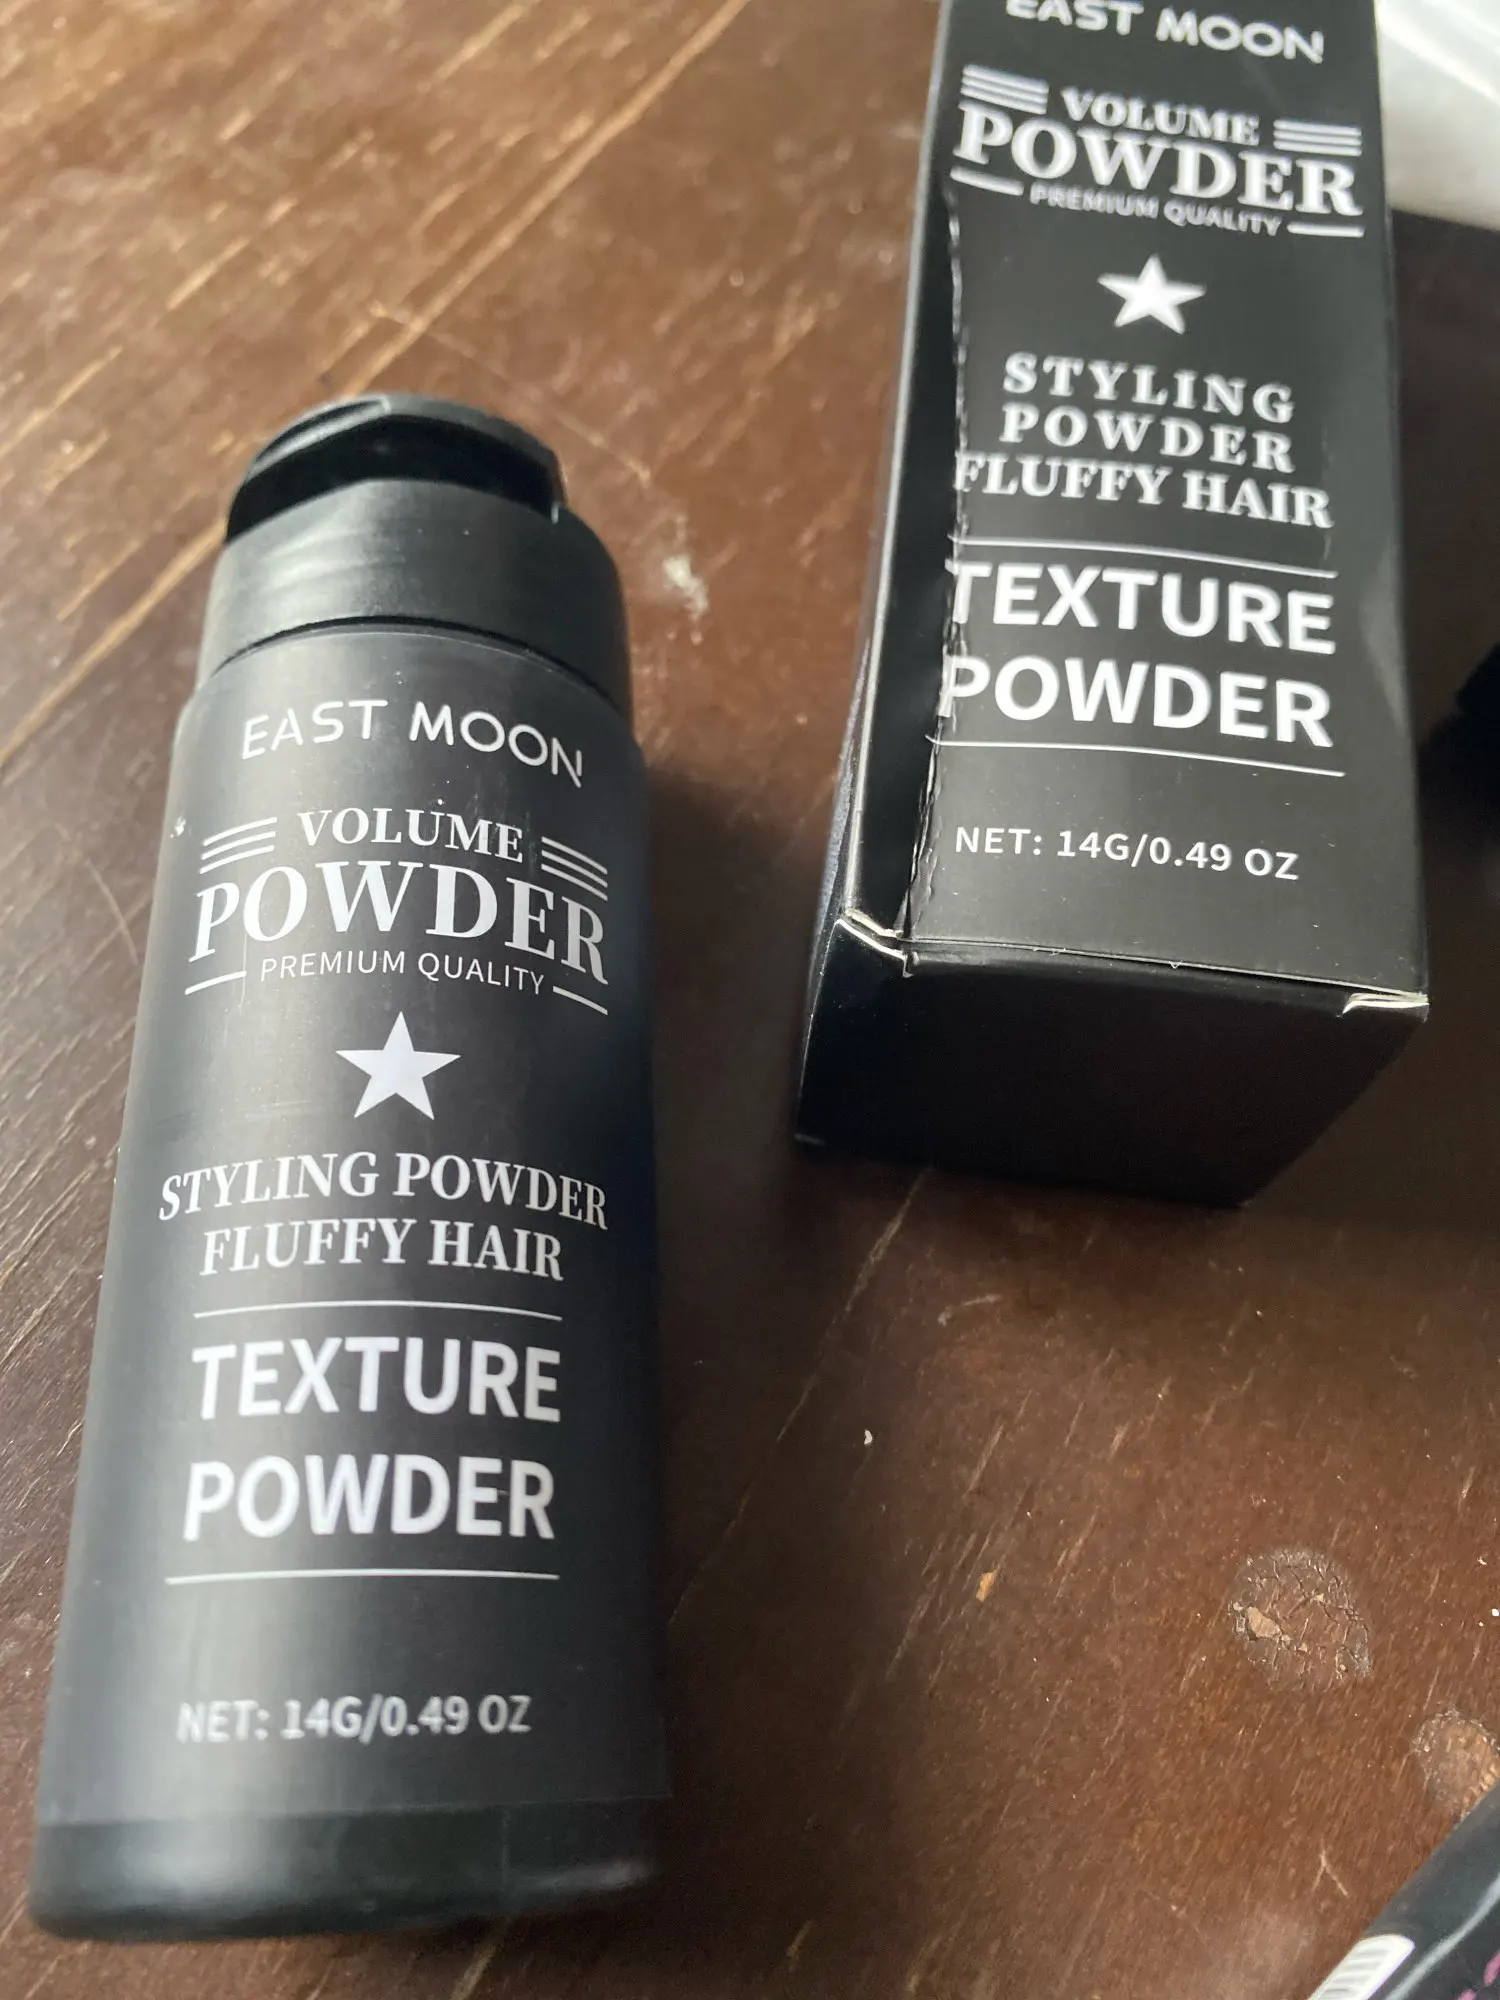 EAST MOON
VOLUME
POWDER
PREMIUM QUALITY
STYLING POWDER
FLUFFY HAIR
TEXTURE
POWDER
NET: 14G/0.49 OZ
EAST MOON
VOLUME
POWDER
PREMIUM QUALITY
STYLING
POWDER
FLUFFY HAIR
TEXTURE
POWDER
NET: 14G/0.49 OZ